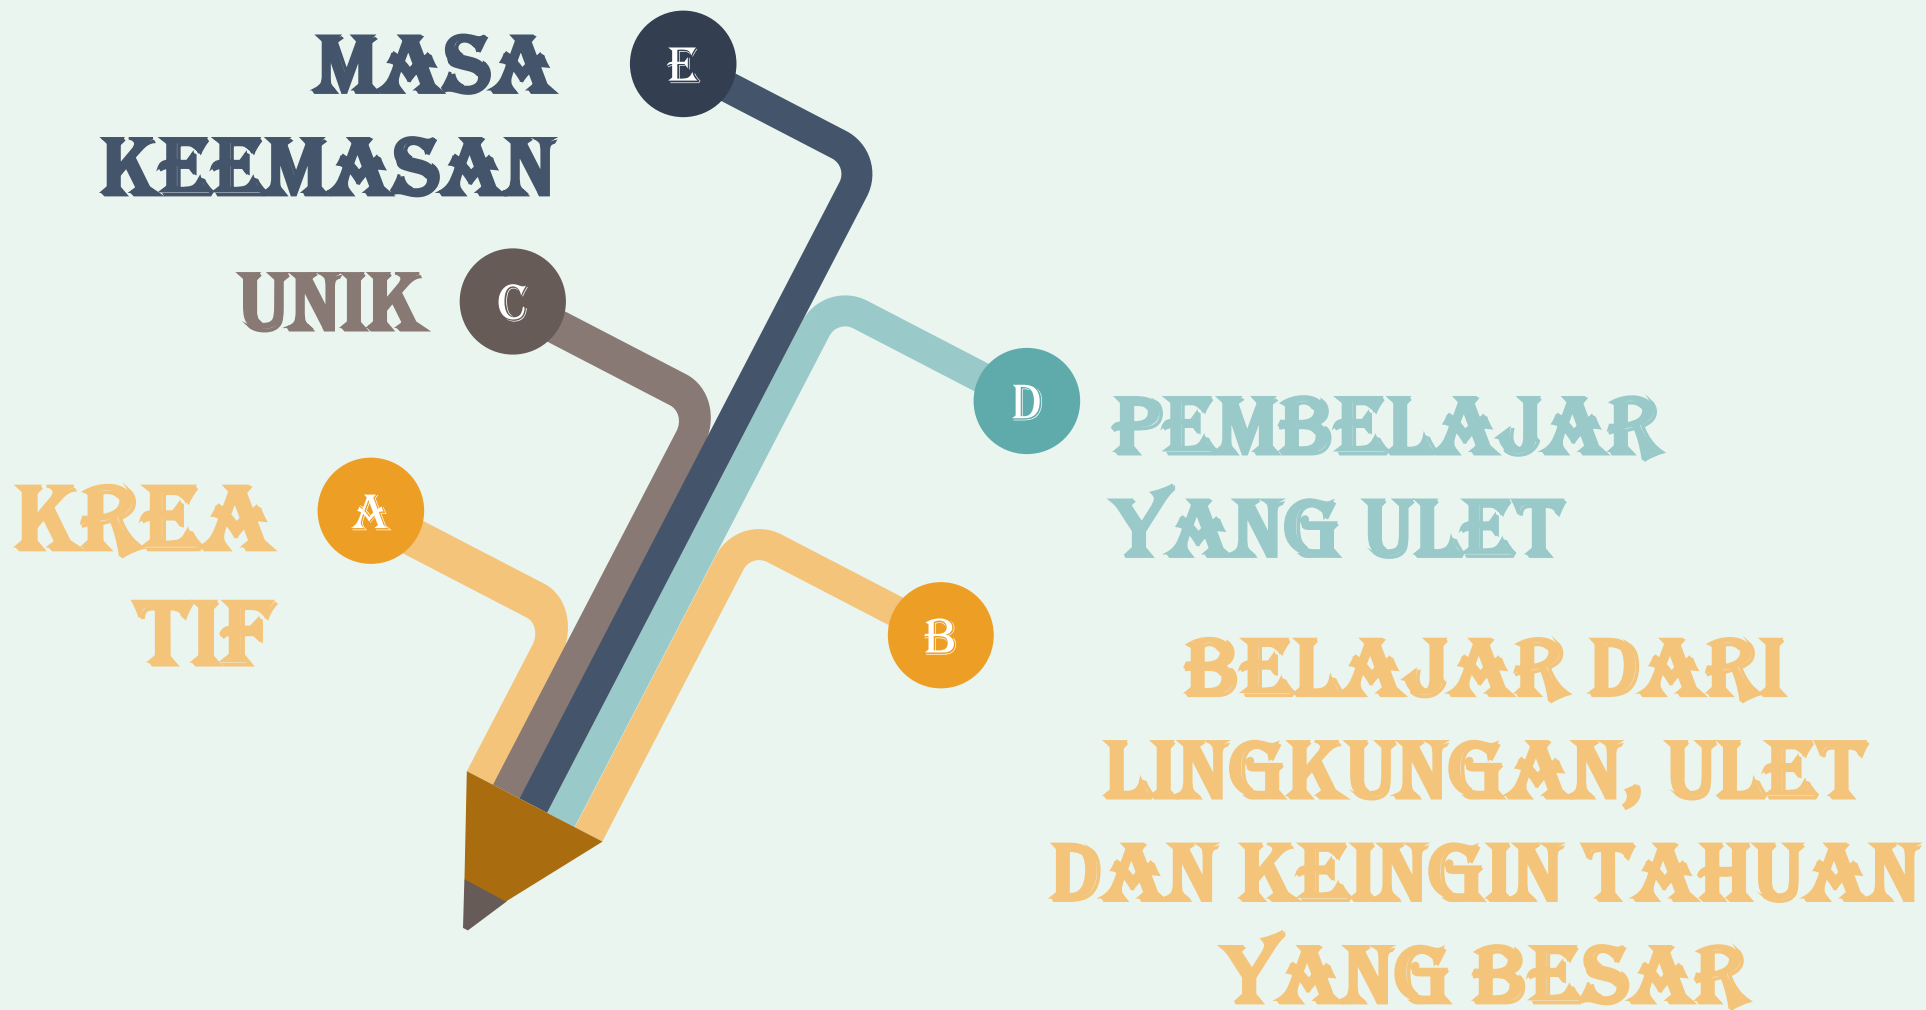 MASA
KEEMASAN
E
UNIK
C
KREA
TIF
A
D
PEMBELAJAR
YANG ULET
B
BELAJAR DARI
LINGKUNGAN, ULET
DAN KEINGIN TAHUAN
YANG BESAR